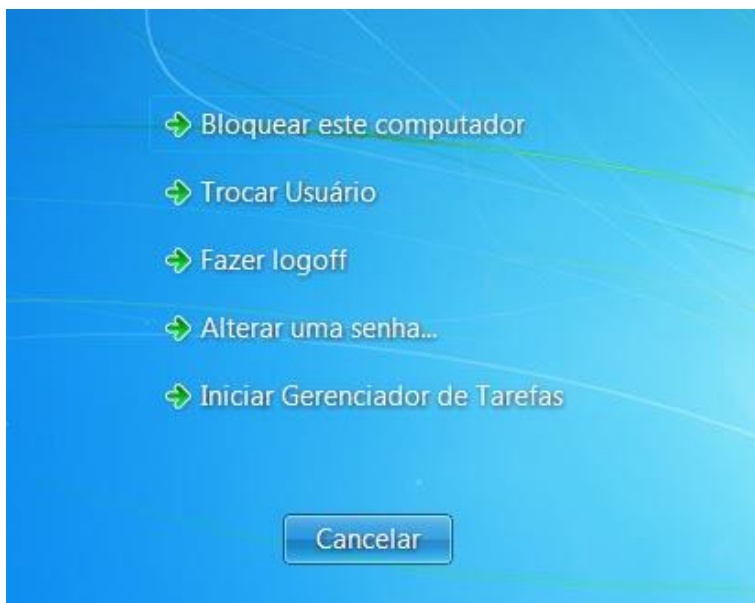 Bloquear este computador
Trocar Usuário
Fazer logoff
Alterar uma senha...
Iniciar Gerenciador de Tarefas
Cancelar